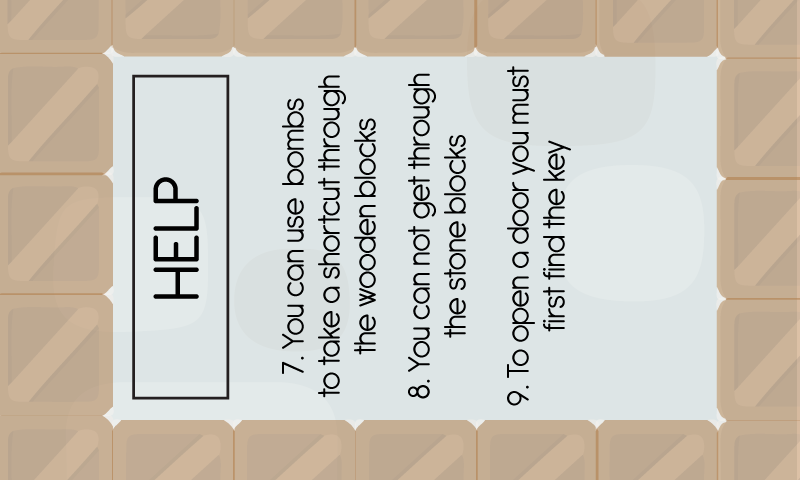 HELP
7. You can use bombs
to take a shortcut through
the wooden blocks
8. You can not get through
the stone blocks
9. To open a door you must
first find the key